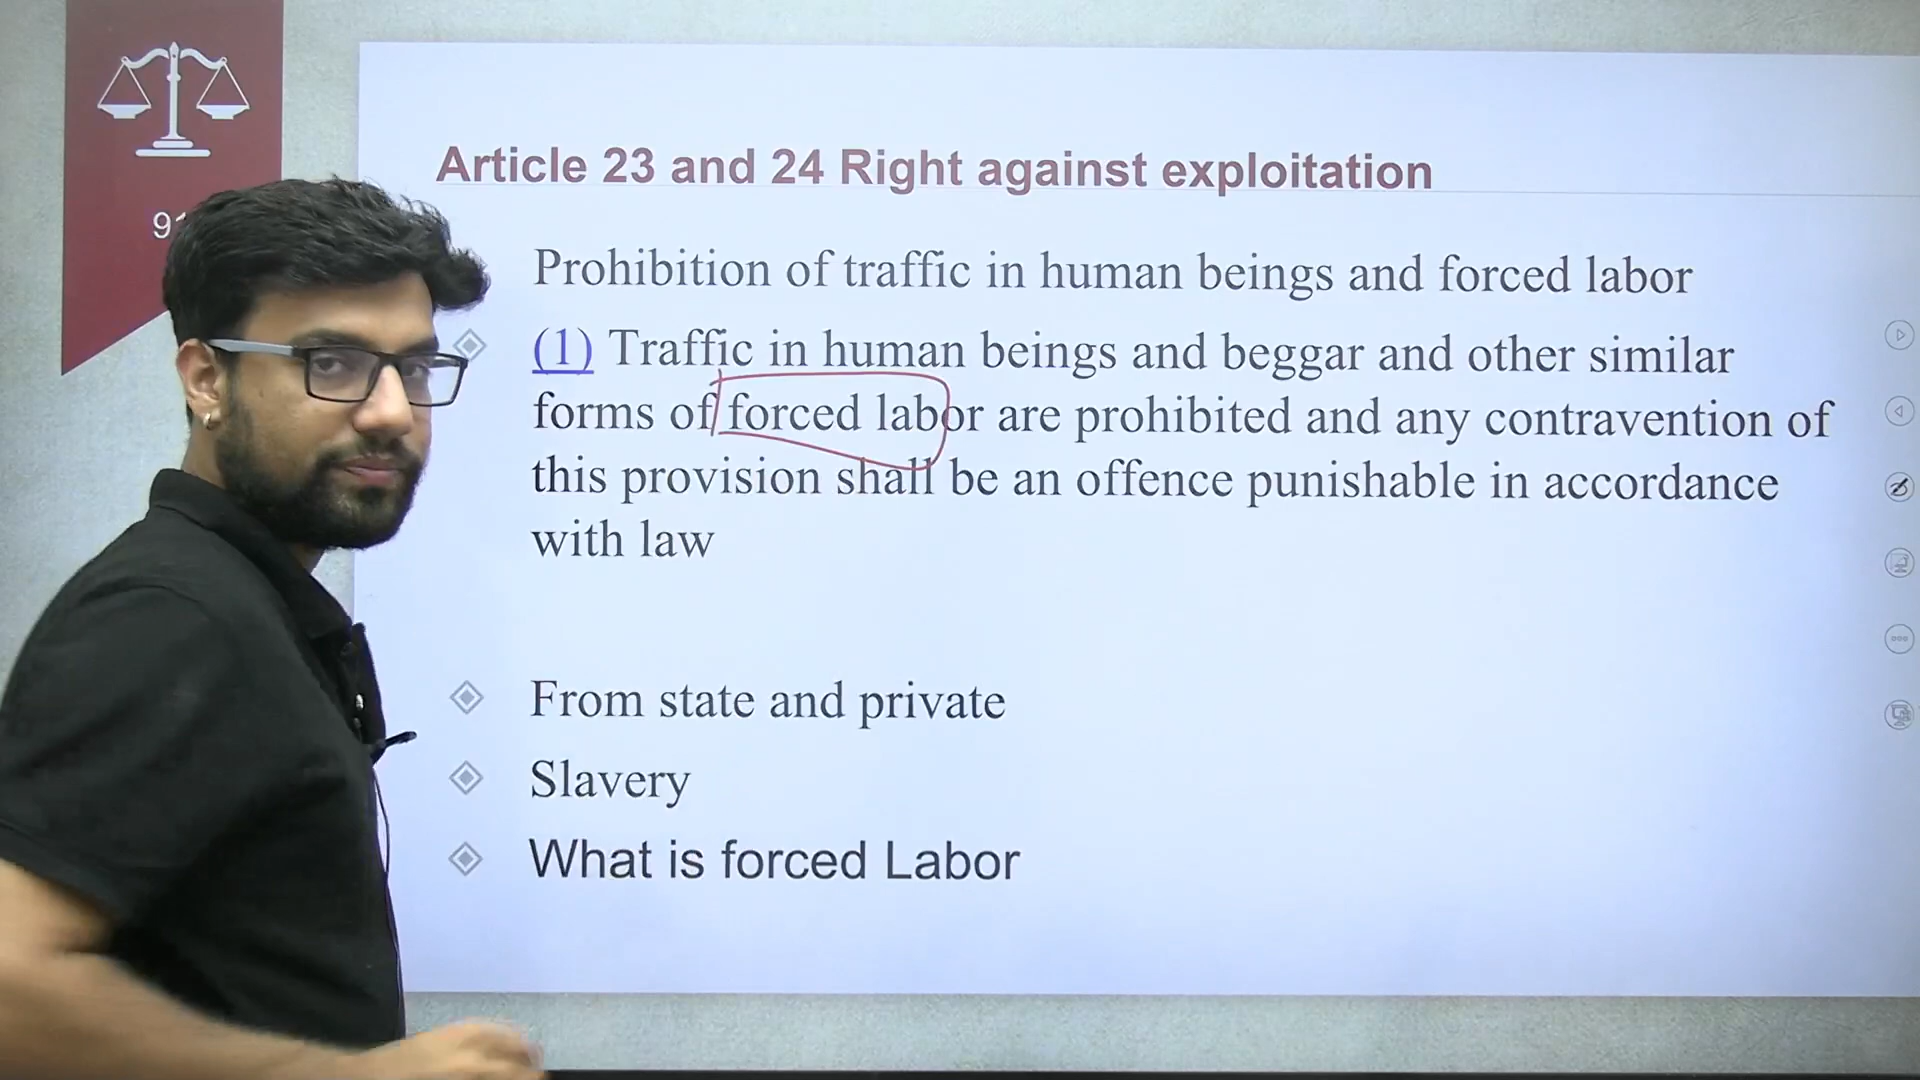 Article 23 and 24 Right against exploitation
Prohibition of traffic in human beings and forced labor
(1) Traffic in human beings and beggar and other similar
forms of forced labor are prohibited and any contravention of
this provision shall be an offence punishable in accordance
with law
From state and private
Slavery
What is forced Labor